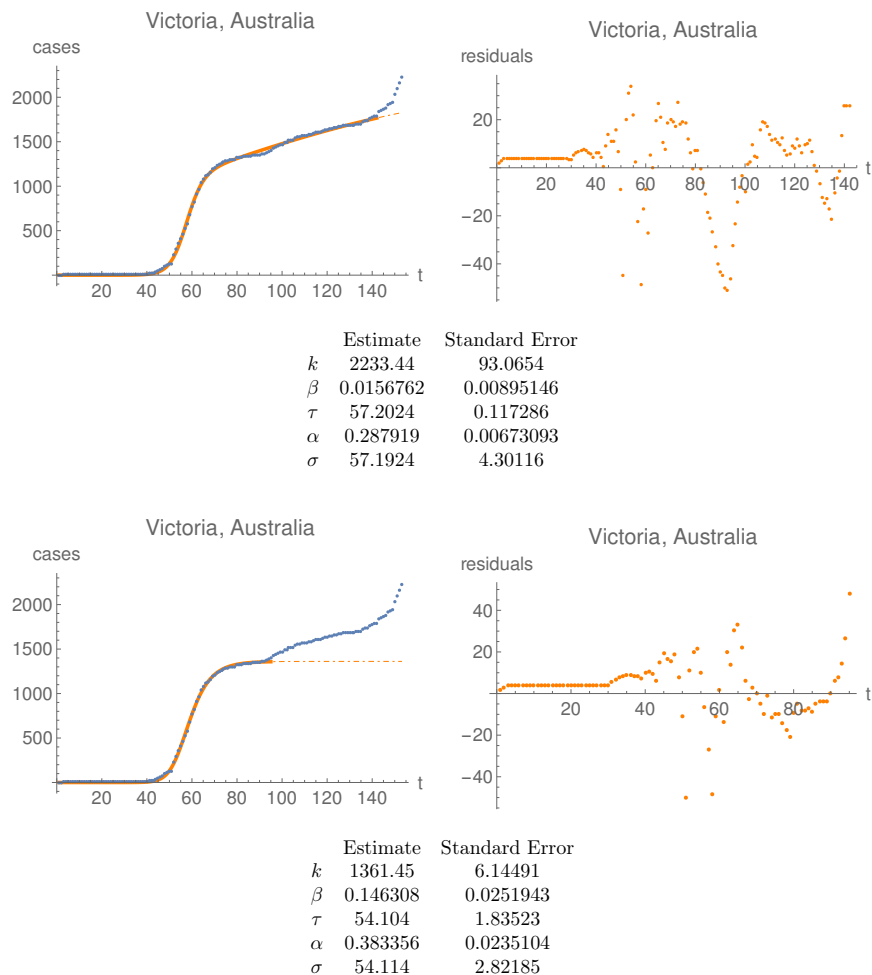 Victoria, Australia
cases
2000
1500
1000
500
20 40 60 80 100 120 140 t
Victoria, Australia
residuals
20
20 40 60 80 100 120 140 t
−20
−40
Estimate Standard Error
k 2233.44 93.0654
β 0.0156762 0.00895146
τ 57.2024 0.117286
α 0.287919 0.00673093
σ 57.1924 4.30116
Victoria, Australia
cases
2000
1500
1000
500
20 40 60 80 100 120 140 t
Victoria, Australia
residuals
40
20
20 40 60 80 t
−20
−40
Estimate Standard Error
k 1361.45 6.14491
β 0.146308 0.0251943
τ 54.104 1.83523
α 0.383356 0.0235104
σ 54.114 2.82185